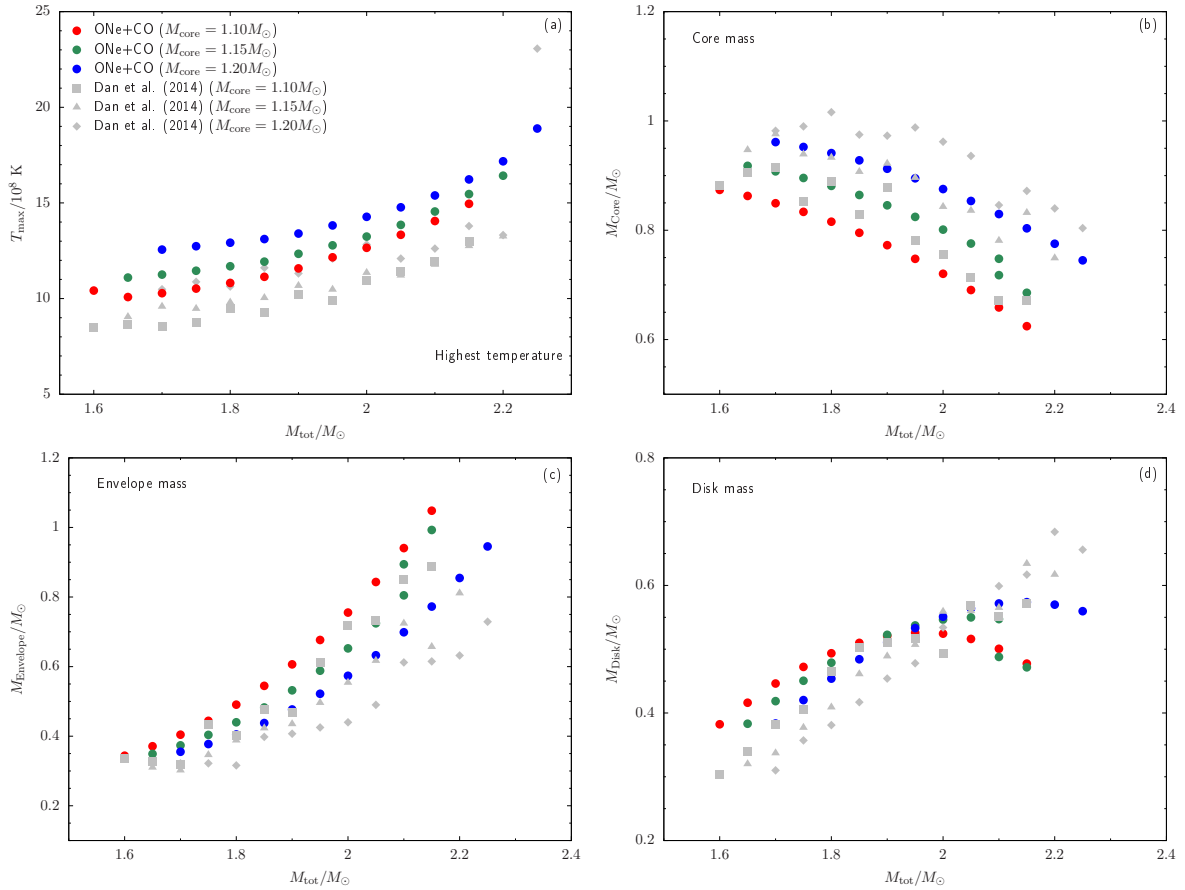 (a)
ONe+CO (M_core = 1.10M_⊙)
ONe+CO (M_core = 1.15M_⊙)
ONe+CO (M_core = 1.20M_⊙)
Dan et al. (2014) (M_core = 1.10M_⊙)
Dan et al. (2014) (M_core = 1.15M_⊙)
Dan et al. (2014) (M_core = 1.20M_⊙)
Highest temperature
25
20
15
10
5
T_max/10^8 K
1.6 1.8 2 2.2
M_tot/M_⊙
(b)
Core mass
1.2
1
0.8
0.6
M_Core/M_⊙
1.6 1.8 2 2.2 2.4
M_tot/M_⊙
(c)
Envelope mass
1.2
1
0.8
0.6
0.4
0.2
M_Envelope/M_⊙
1.6 1.8 2 2.2 2.4
M_tot/M_⊙
(d)
Disk mass
0.8
0.6
0.4
0.2
M_Disk/M_⊙
1.6 1.8 2 2.2 2.4
M_tot/M_⊙